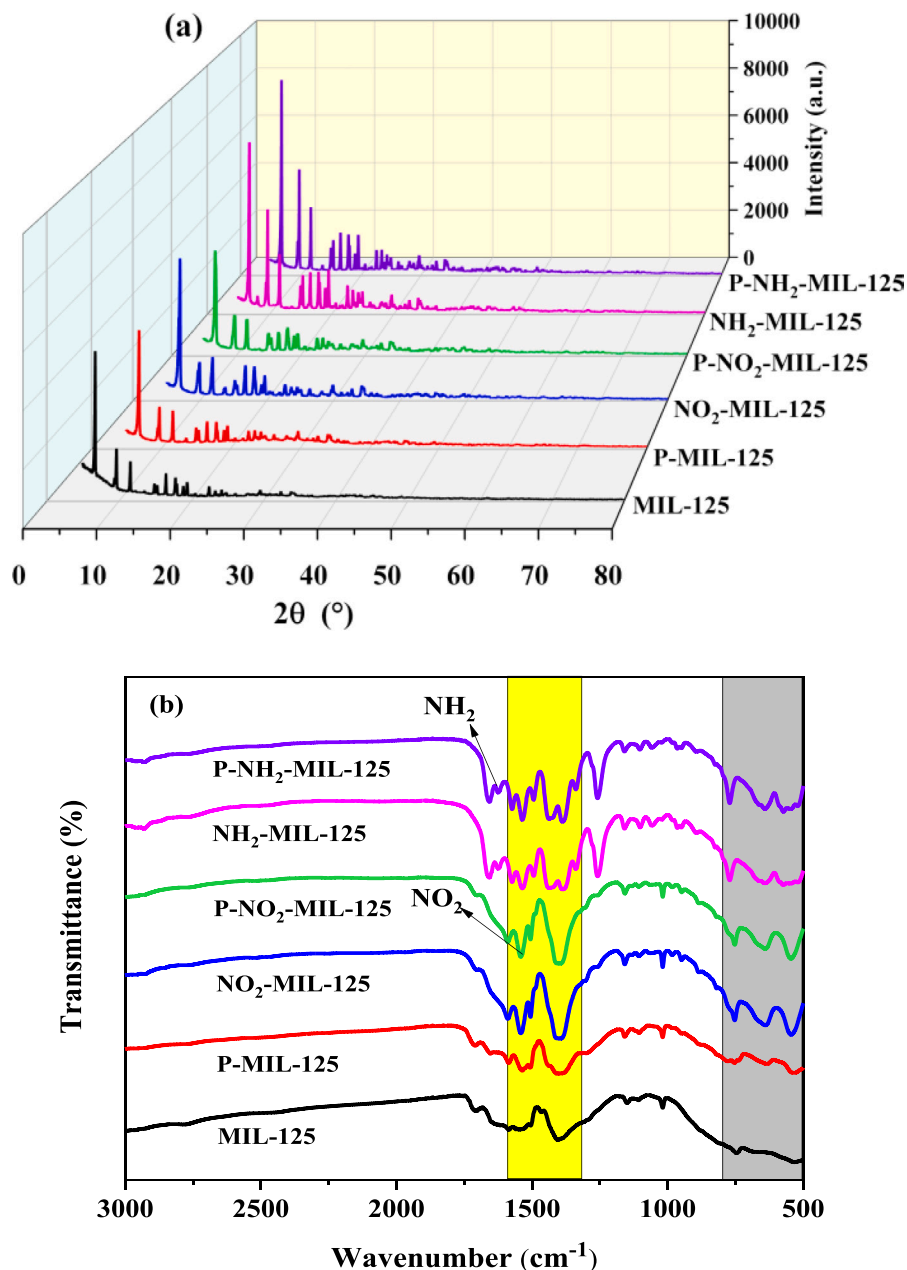 (a)
10000
8000
6000
4000
2000
0
Intensity (a.u.)
P-NH₂-MIL-125
NH₂-MIL-125
P-NO₂-MIL-125
NO₂-MIL-125
P-MIL-125
MIL-125
0 10 20 30 40 50 60 70 80
2θ (°)
(b)
NH₂
P-NH₂-MIL-125
NH₂-MIL-125
P-NO₂-MIL-125
NO₂
NO₂-MIL-125
P-MIL-125
MIL-125
Transmittance (%)
3000 2500 2000 1500 1000 500
Wavenumber (cm⁻¹)